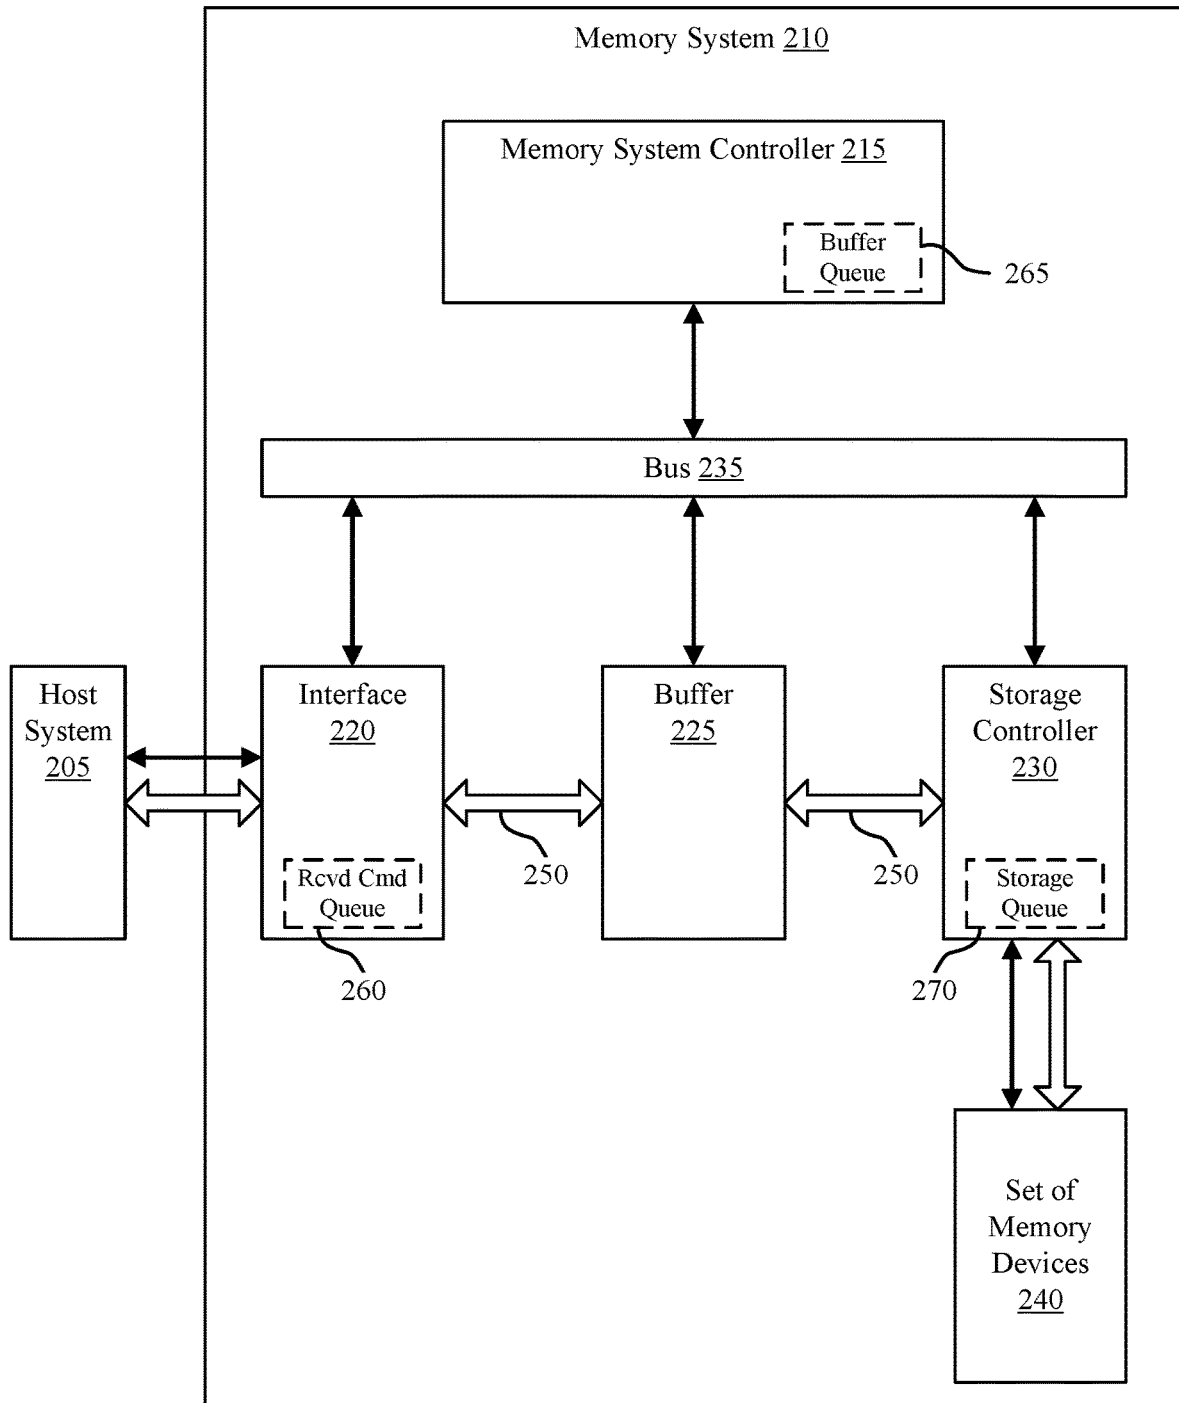 Memory System 210
Memory System Controller 215
Buffer
Queue
265
Bus 235
Host
System
205
Interface
220
Buffer
225
Storage
Controller
230
250
250
Rcvd Cmd
Queue
260
Storage
Queue
270
Set of
Memory
Devices
240